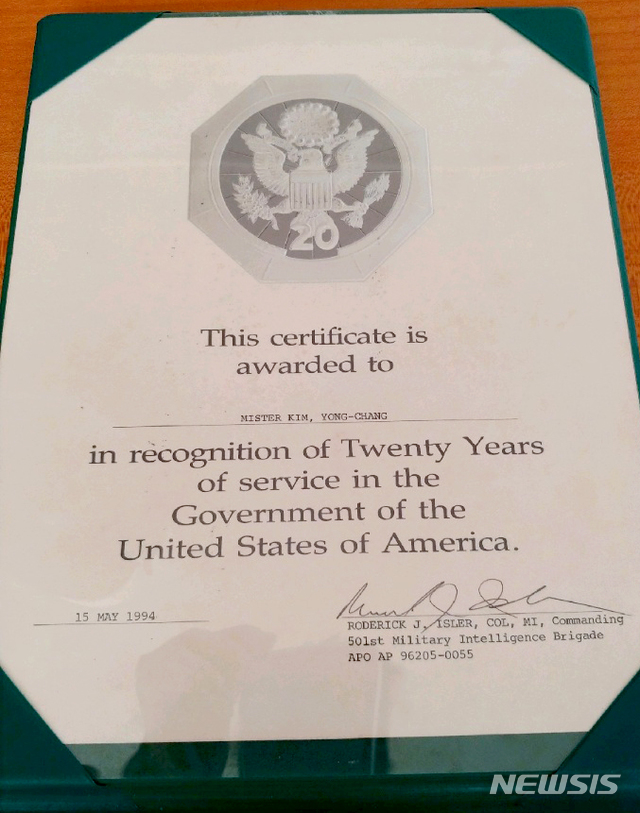 20
This certificate is
awarded to
MISTER KIM, YONG-CHANG
in recognition of Twenty Years
of service in the
Government of the
United States of America.
15 MAY 1994
RODERICK J. ISLER, COL, MI, Commanding
501st Military Intelligence Brigade
APO AP 96205-0055
NEWSIS